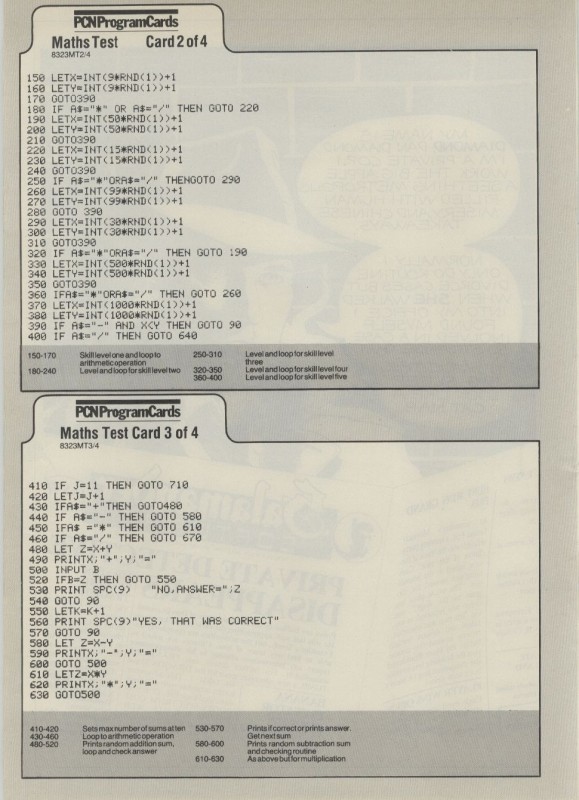 PCNProgramCards
Maths Test Card 2 of 4
8323MT2/4
150 LETX=INT(9*RND(1))+1
160 LETY=INT(9*RND(1))+1
170 GOTO390
180 IF A$="*" OR A$="/" THEN GOTO 220
190 LETX=INT(50*RND(1))+1
200 LETY=INT(50*RND(1))+1
210 GOTO390
220 LETX=INT(15*RND(1))+1
230 LETY=INT(15*RND(1))+1
240 GOTO390
250 IF A$="*"ORA$="/" THENGOTO 290
260 LETX=INT(99*RND(1))+1
270 LETY=INT(99*RND(1))+1
280 GOTO 390
290 LETX=INT(30*RND(1))+1
300 LETY=INT(30*RND(1))+1
310 GOTO390
320 IF A$="*"ORA$="/" THEN GOTO 190
330 LETX=INT(500*RND(1))+1
340 LETY=INT(500*RND(1))+1
350 GOTO390
360 IFA$="*"ORA$="/" THEN GOTO 260
370 LETX=INT(1000*RND(1))+1
380 LETY=INT(1000*RND(1))+1
390 IF A$="-" AND X<Y THEN GOTO 90
400 IF A$="/" THEN GOTO 640
150-170 Skill level one and loop to arithmetic operation
180-240 Level and loop for skill level two
250-310 Level and loop for skill level three
320-350 Level and loop for skill level four
360-400 Level and loop for skill level five
PCNProgramCards
Maths Test Card 3 of 4
8323MT3/4
410 IF J=11 THEN GOTO 710
420 LETJ=J+1
430 IFA$="+"THEN GOTO480
440 IF A$="-" THEN GOTO 580
450 IFA$ ="*" THEN GOTO 610
460 IF A$="/" THEN GOTO 670
480 LET Z=X+Y
490 PRINTX;"+";Y;"="
500 INPUT B
520 IFB=Z THEN GOTO 550
530 PRINT SPC(9) "NO,ANSWER=";Z
540 GOTO 90
550 LETK=K+1
560 PRINT SPC(9)"YES, THAT WAS CORRECT"
570 GOTO 90
580 LET Z=X-Y
590 PRINTX;"-";Y;"="
600 GOTO 500
610 LETZ=X*Y
620 PRINTX;"*";Y;"="
630 GOTO500
410-420 Sets max number of sums at ten
430-460 Loop to arithmetic operation
480-520 Prints random addition sum, loop and check answer
530-570 Prints if correct or prints answer. Get next sum
580-600 Prints random subtraction sum and checking routine
610-630 As above but for multiplication